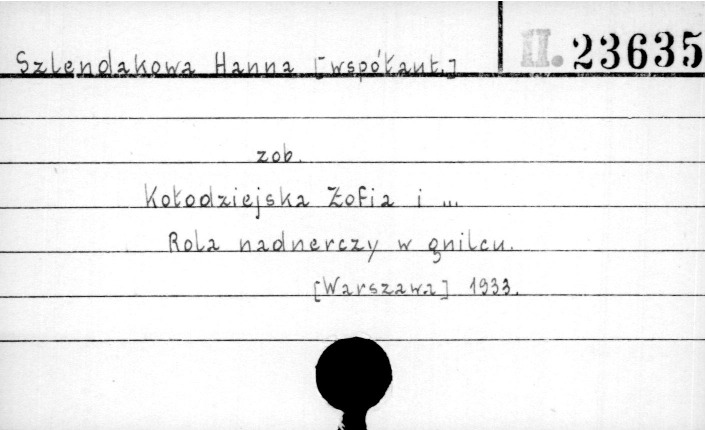 Szlendakowa Hanna [współaut.]
II. 23635
zob.
Kołodziejska Zofia i ...
Rola nadnerczy w gnilcu.
[Warszawa] 1933.